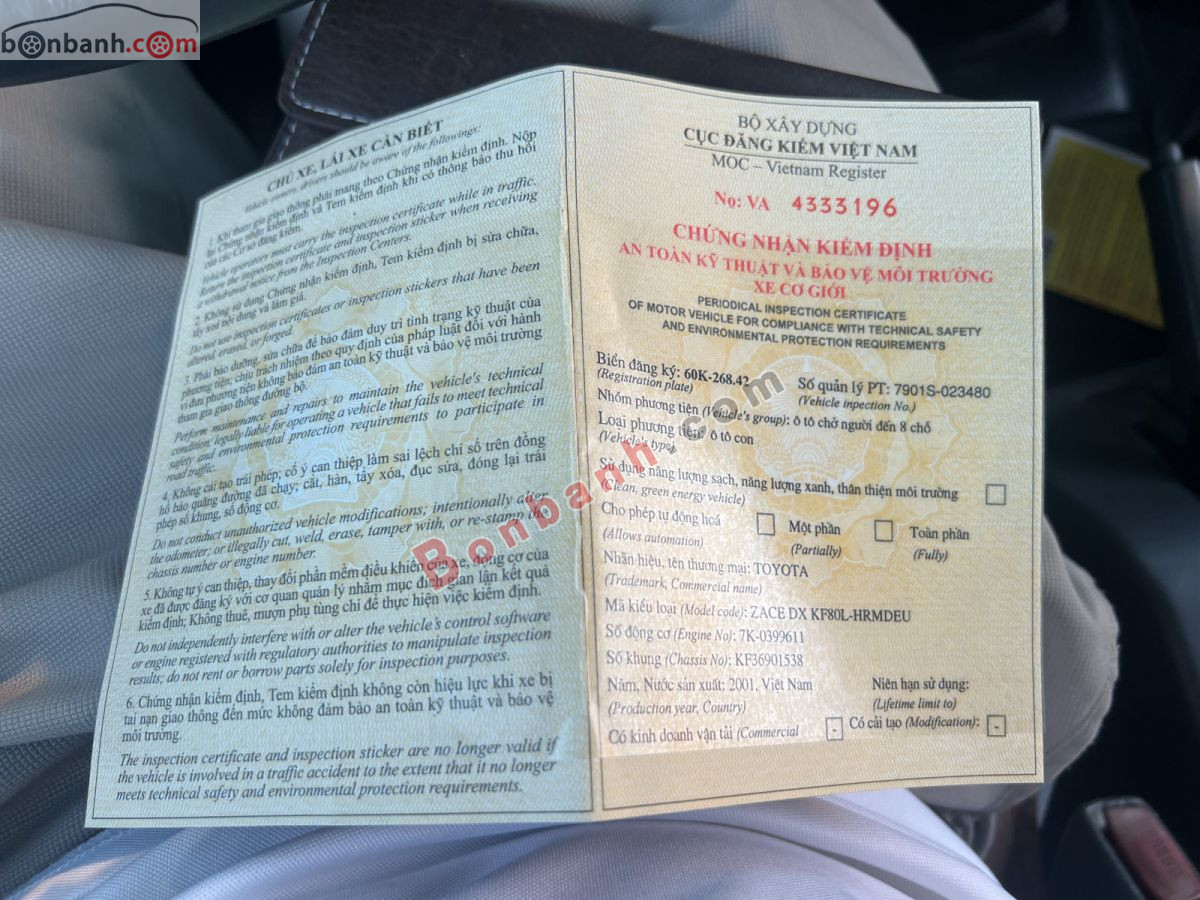 bonbanh.com
CHỦ XE, LÁI XE CẦN BIẾT
Vehicle owners, drivers should be aware of the followings:
1. Khi tham gia giao thông phải mang theo Chứng nhận kiểm định. Nộp
lại Chứng nhận kiểm định và Tem kiểm định khi có thông báo thu hồi
của các Cơ sở đăng kiểm.
Vehicle operators must carry the inspection certificate while in traffic.
Return the inspection certificate and inspection sticker when receiving
a withdrawal notice from the Inspection Centers.
2. Không sử dụng Chứng nhận kiểm định, Tem kiểm định bị sửa chữa,
tẩy xoá nội dung và làm giả.
Do not use inspection certificates or inspection stickers that have been
altered, erased, or forged.
3. Phải bảo dưỡng, sửa chữa để bảo đảm duy trì tình trạng kỹ thuật của
phương tiện; chịu trách nhiệm theo quy định của pháp luật đối với hành
vi đưa phương tiện không bảo đảm an toàn kỹ thuật và bảo vệ môi trường
tham gia giao thông đường bộ.
Perform maintenance and repairs to maintain the vehicle's technical
condition, legally liable for operating a vehicle that fails to meet technical
safety and environmental protection requirements to participate in
road traffic.
4. Không cải tạo trái phép; cố ý can thiệp làm sai lệch chỉ số trên đồng
hồ báo quãng đường đã chạy; cắt, hàn, tẩy xóa, đục sửa, đóng lại trái
phép số khung, số động cơ.
Do not conduct unauthorized vehicle modifications; intentionally alter
the odometer; or illegally cut, weld, erase, tamper with, or re-stamp the
chassis number or engine number.
5. Không tự ý can thiệp, thay đổi phần mềm điều khiển của xe, động cơ của
xe đã được đăng ký với cơ quan quản lý nhằm mục đích gian lận kết quả
kiểm định; Không thuê, mượn phụ tùng chỉ để thực hiện việc kiểm định.
Do not independently interfere with or alter the vehicle's control software
or engine registered with regulatory authorities to manipulate inspection
results; do not rent or borrow parts solely for inspection purposes.
6. Chứng nhận kiểm định, Tem kiểm định không còn hiệu lực khi xe bị
tai nạn giao thông đến mức không đảm bảo an toàn kỹ thuật và bảo vệ
môi trường.
The inspection certificate and inspection sticker are no longer valid if
the vehicle is involved in a traffic accident to the extent that it no longer
meets technical safety and environmental protection requirements.
BỘ XÂY DỰNG
CỤC ĐĂNG KIỂM VIỆT NAM
MOC – Vietnam Register
No: VA 4333196
CHỨNG NHẬN KIỂM ĐỊNH
AN TOÀN KỸ THUẬT VÀ BẢO VỆ MÔI TRƯỜNG
XE CƠ GIỚI
PERIODICAL INSPECTION CERTIFICATE
OF MOTOR VEHICLE FOR COMPLIANCE WITH TECHNICAL SAFETY
AND ENVIRONMENTAL PROTECTION REQUIREMENTS
Biển đăng ký: 60K-268.42 Số quản lý PT: 7901S-023480
(Registration plate) (Vehicle inpection No.)
Nhóm phương tiện (Vehicle's group): ô tô chở người đến 8 chỗ
Loại phương tiện: ô tô con
(Vehicle's type)
Sử dụng năng lượng sạch, năng lượng xanh, thân thiện môi trường
(Clean, green energy vehicle)
Cho phép tự động hoá Một phần Toàn phần
(Allows automation) (Partially) (Fully)
Nhãn hiệu, tên thương mại: TOYOTA
(Trademark, Commercial name)
Mã kiểu loại (Model code): ZACE DX KF80L-HRMDEU
Số động cơ (Engine No): 7K-0399611
Số khung (Chassis No): KF36901538
Năm, Nước sản xuất: 2001, Việt Nam Niên hạn sử dụng:
(Production year, Country) (Lifetime limit to)
Có kinh doanh vận tải (Commercial - Có cải tạo (Modification): -
Bonbanh.com